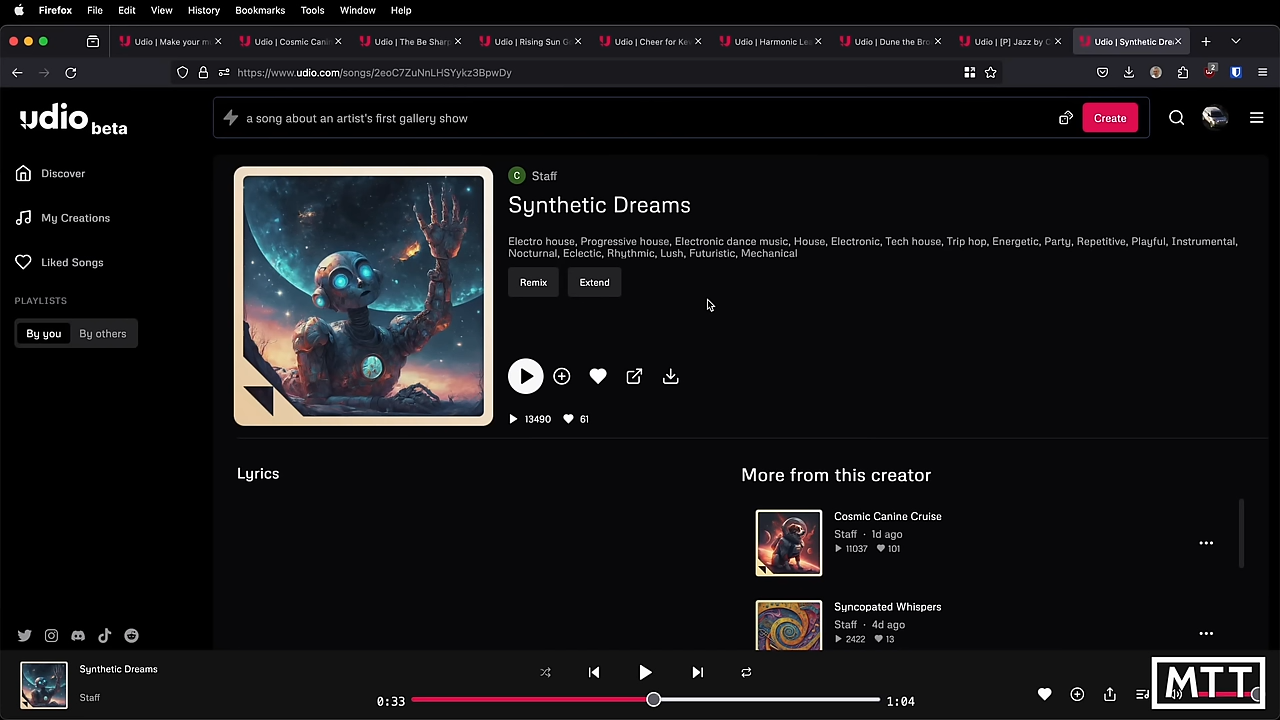 Firefox File Edit View History Bookmarks Tools Window Help
Udio | Make your m
Udio | Cosmic Cani
Udio | The Be Shar
Udio | Rising Sun G
Udio | Cheer for Ke
Udio | Harmonic Le
Udio | Dune the Bro
Udio | [P] Jazz by C
Udio | Synthetic Dre
https://www.udio.com/songs/2eoC7ZuNnLHSYykz3BpwDy
2
udio beta
a song about an artist's first gallery show
Create
Discover
My Creations
Liked Songs
PLAYLISTS
By you By others
C Staff
Synthetic Dreams
Electro house, Progressive house, Electronic dance music, House, Electronic, Tech house, Trip hop, Energetic, Party, Repetitive, Playful, Instrumental,
Nocturnal, Eclectic, Rhythmic, Lush, Futuristic, Mechanical
Remix Extend
13490 61
Lyrics
More from this creator
Cosmic Canine Cruise
Staff · 1d ago
11037 101
Syncopated Whispers
Staff · 4d ago
2422 13
Synthetic Dreams
Staff
0:33 1:04
MTT